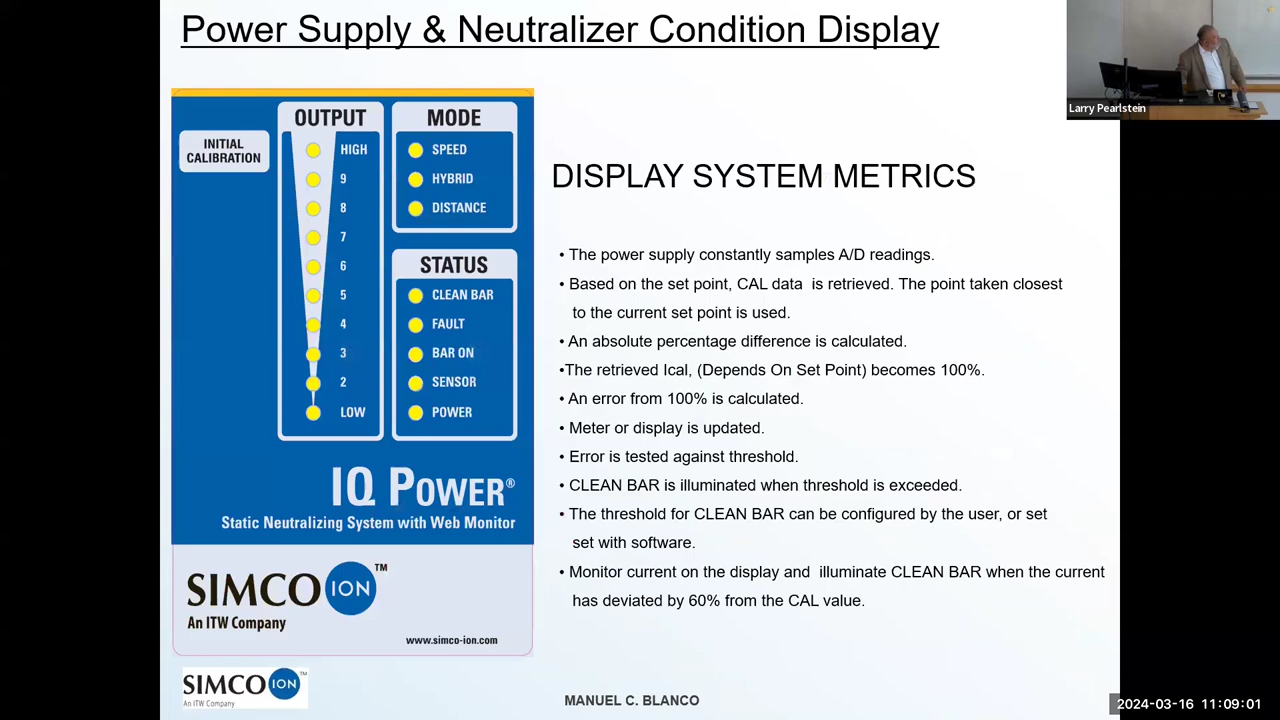 Power Supply & Neutralizer Condition Display
Larry Pearlstein
INITIAL
CALIBRATION
OUTPUT
HIGH
9
8
7
6
5
4
3
2
LOW
MODE
SPEED
HYBRID
DISTANCE
STATUS
CLEAN BAR
FAULT
BAR ON
SENSOR
POWER
IQ POWER®
Static Neutralizing System with Web Monitor
SIMCO ION™
An ITW Company
www.simco-ion.com
DISPLAY SYSTEM METRICS
• The power supply constantly samples A/D readings.
• Based on the set point, CAL data is retrieved. The point taken closest
to the current set point is used.
• An absolute percentage difference is calculated.
•The retrieved Ical, (Depends On Set Point) becomes 100%.
• An error from 100% is calculated.
• Meter or display is updated.
• Error is tested against threshold.
• CLEAN BAR is illuminated when threshold is exceeded.
• The threshold for CLEAN BAR can be configured by the user, or set
set with software.
• Monitor current on the display and illuminate CLEAN BAR when the current
has deviated by 60% from the CAL value.
SIMCO ION™
An ITW Company
MANUEL C. BLANCO
2024-03-16 11:09:01